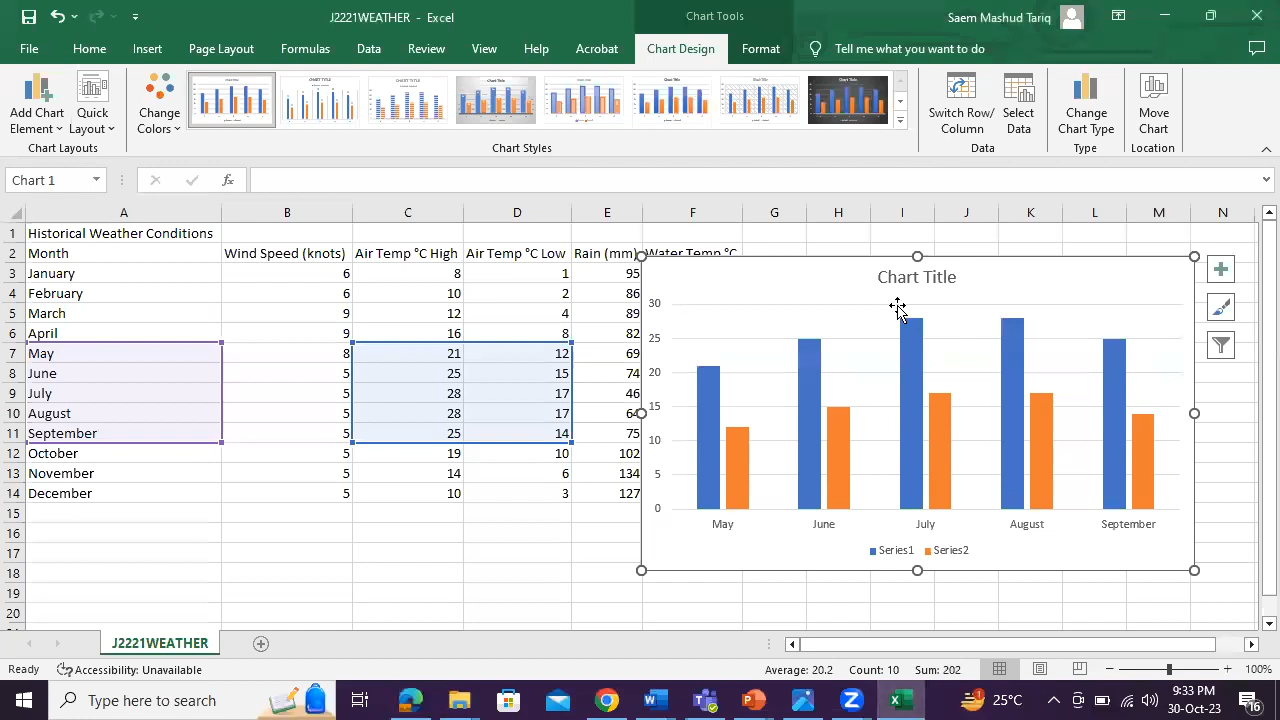 J2221WEATHER - Excel
Chart Tools
Saem Mashud Tariq
File Home Insert Page Layout Formulas Data Review View Help Acrobat Chart Design Format Tell me what you want to do
Add Chart Element
Quick Layout
Change Colors
Switch Row/ Column
Select Data
Change Chart Type
Move Chart
Chart Layouts Chart Styles Data Type Location
Chart 1 fx
A B C D E F G H I J K L M N
1 Historical Weather Conditions
2 Month Wind Speed (knots) Air Temp °C High Air Temp °C Low Rain (mm) Water Temp °C
3 January 6 8 1 95
4 February 6 10 2 86
5 March 9 12 4 89
6 April 9 16 8 82
7 May 8 21 12 69
8 June 5 25 15 74
9 July 5 28 17 46
10 August 5 28 17 64
11 September 5 25 14 75
12 October 5 19 10 102
13 November 5 14 6 134
14 December 5 10 3 127
15
16
17
18
19
20
Chart Title
30
25
20
15
10
5
0
May June July August September
Series1 Series2
J2221WEATHER
Ready Accessibility: Unavailable Average: 20.2 Count: 10 Sum: 202 100%
Type here to search
25°C
9:33 PM
30-Oct-23
16